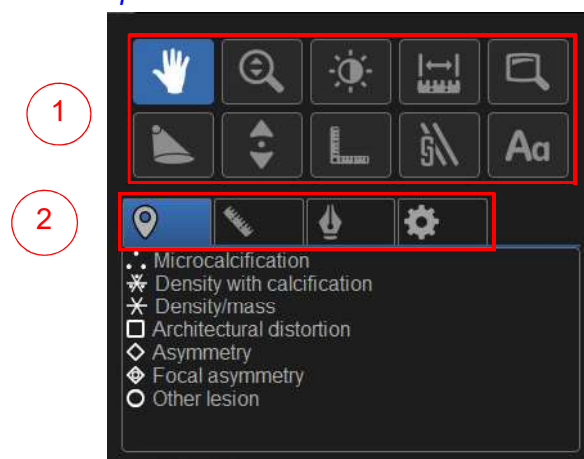 1
Aa
2
Microcalcification
Density with calcification
Density/mass
Architectural distortion
Asymmetry
Focal asymmetry
Other lesion